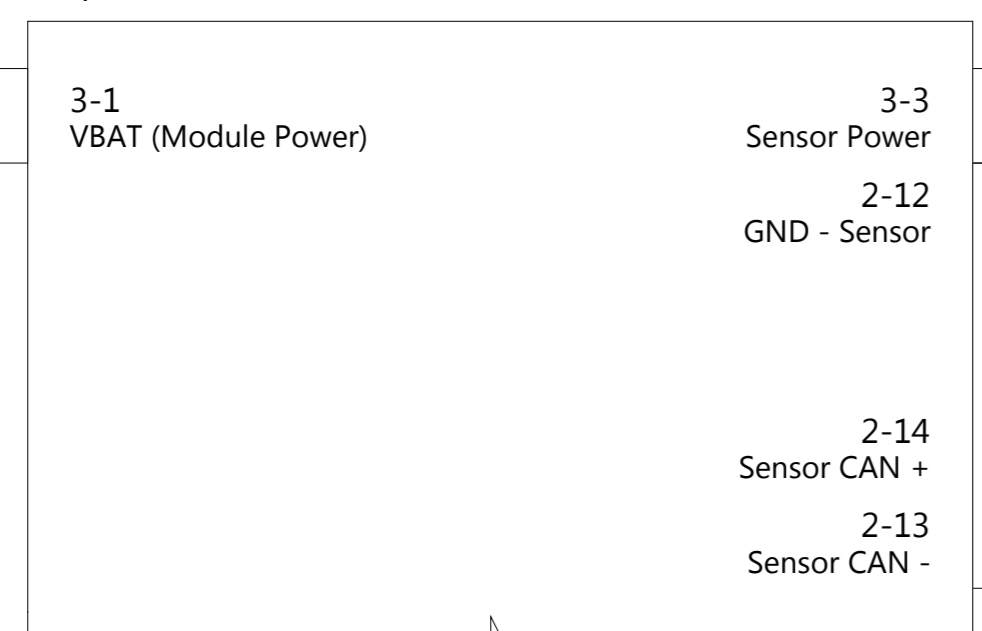 3-1
VBAT (Module Power)
3-3
Sensor Power
2-12
GND - Sensor
2-14
Sensor CAN +
2-13
Sensor CAN -